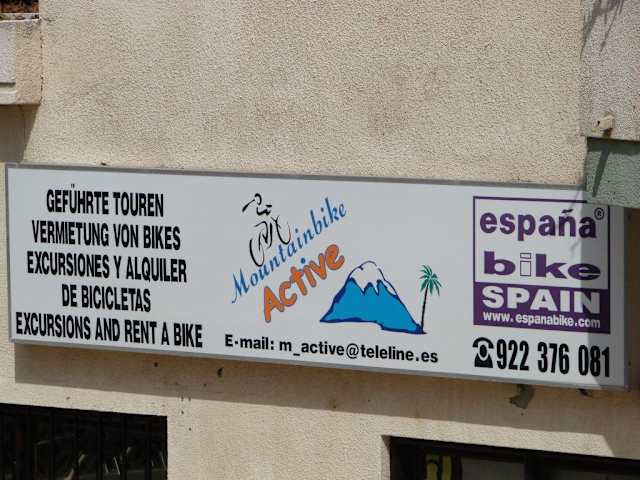 GEFÜHRTE TOUREN
VERMIETUNG VON BIKES
EXCURSIONES Y ALQUILER
DE BICICLETAS
EXCURSIONS AND RENT A BIKE
Mountainbike
Active
E-mail: m_active@teleline.es
españa®
bike
SPAIN
www.espanabike.com
922 376 081